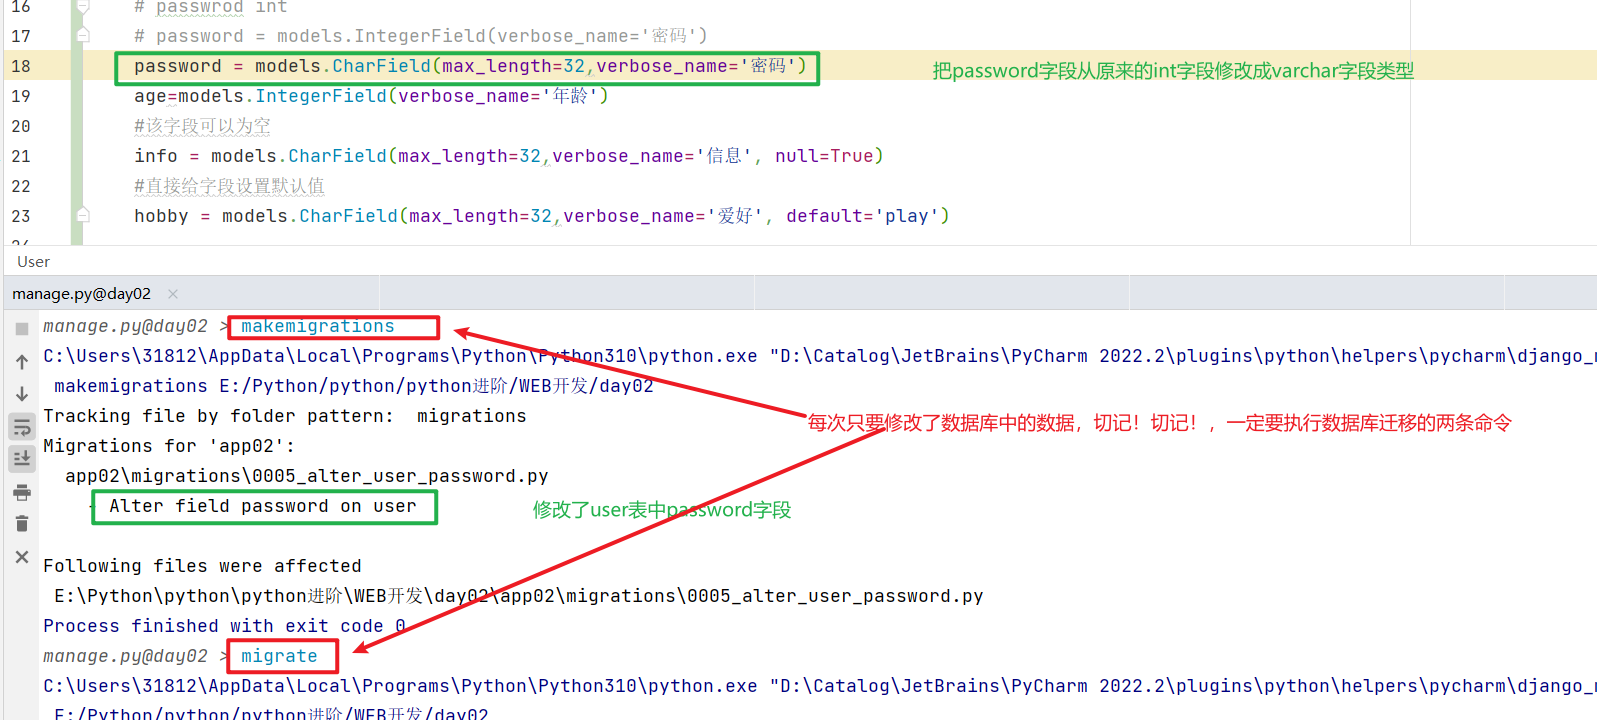 16 # passwrod int
17 # password = models.IntegerField(verbose_name='密码')
18 password = models.CharField(max_length=32,verbose_name='密码')
把password字段从原来的int字段修改成varchar字段类型
19 age=models.IntegerField(verbose_name='年龄')
20 #该字段可以为空
21 info = models.CharField(max_length=32,verbose_name='信息', null=True)
22 #直接给字段设置默认值
23 hobby = models.CharField(max_length=32,verbose_name='爱好', default='play')
User
manage.py@day02
manage.py@day02 > makemigrations
C:\Users\31812\AppData\Local\Programs\Python\Python310\python.exe "D:\Catalog\JetBrains\PyCharm 2022.2\plugins\python\helpers\pycharm\django_m
makemigrations E:/Python/python/python进阶/WEB开发/day02
Tracking file by folder pattern:  migrations
每次只要修改了数据库中的数据，切记！切记！，一定要执行数据库迁移的两条命令
Migrations for 'app02':
app02\migrations\0005_alter_user_password.py
- Alter field password on user
修改了user表中password字段
Following files were affected
E:\Python\python\python进阶\WEB开发\day02\app02\migrations\0005_alter_user_password.py
Process finished with exit code 0
manage.py@day02 > migrate
C:\Users\31812\AppData\Local\Programs\Python\Python310\python.exe "D:\Catalog\JetBrains\PyCharm 2022.2\plugins\python\helpers\pycharm\django_m
E:/Python/python/python进阶/WEB开发/day02